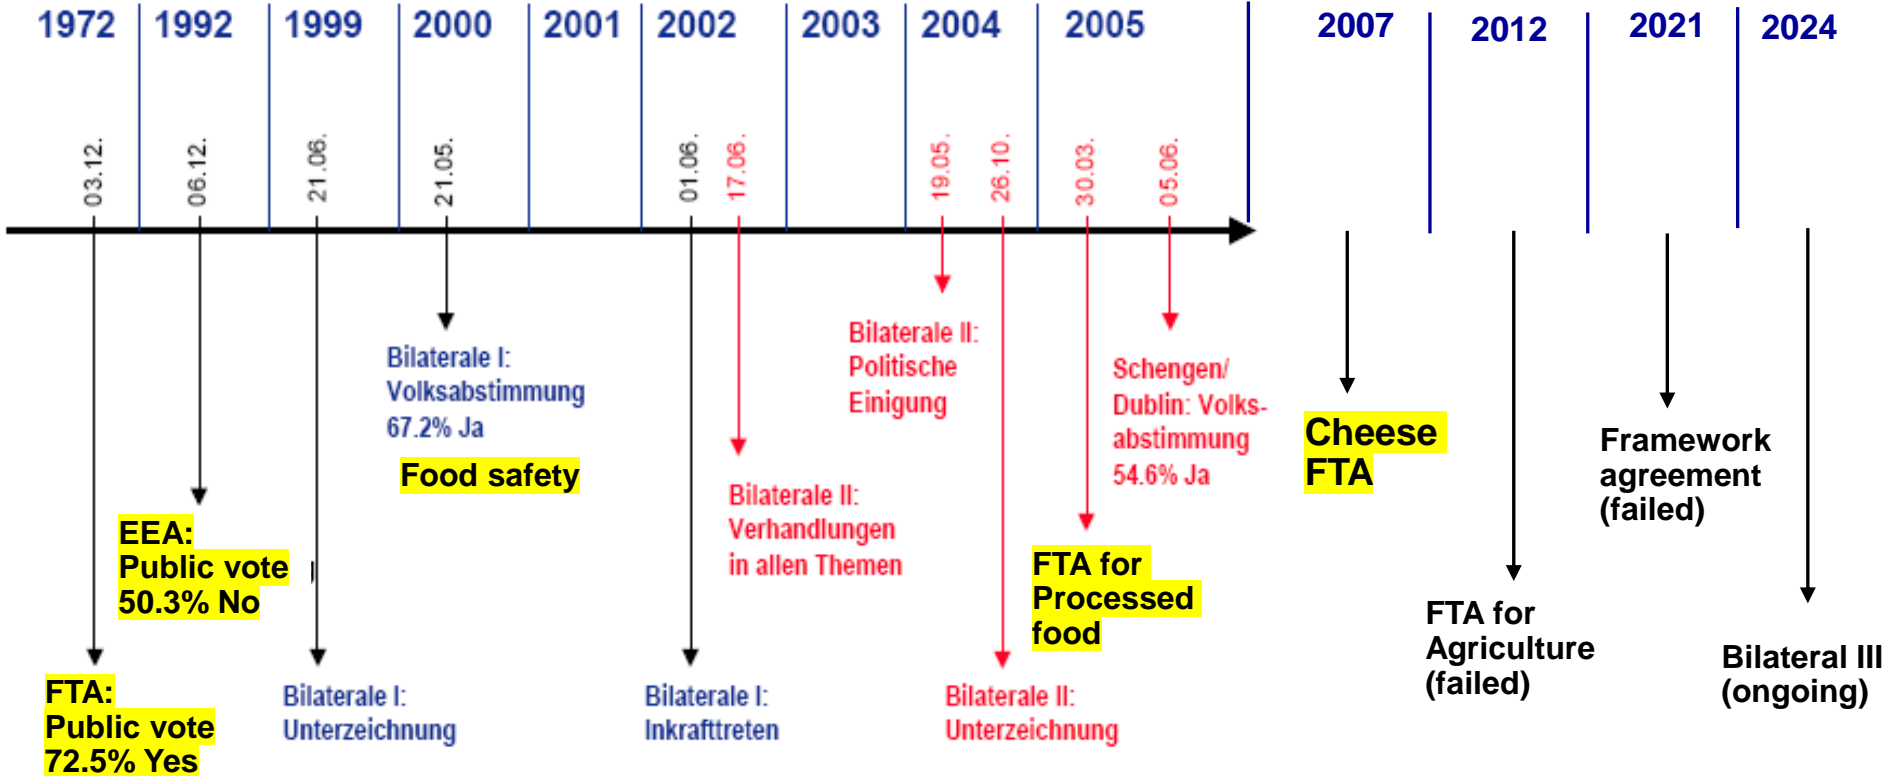 1972
1992
1999
2000
2001
2002
2003
2004
2005
2007
2012
2021
2024
03.12.
06.12.
21.06.
21.05.
01.06.
17.06.
19.05.
26.10.
30.03.
05.06.
FTA:
Public vote
72.5% Yes
EEA:
Public vote
50.3% No
Bilaterale I:
Unterzeichnung
Bilaterale I:
Volksabstimmung
67.2% Ja
Food safety
Bilaterale I:
Inkrafttreten
Bilaterale II:
Verhandlungen
in allen Themen
Bilaterale II:
Politische
Einigung
Bilaterale II:
Unterzeichnung
FTA for
Processed
food
Schengen/
Dublin: Volks-
abstimmung
54.6% Ja
Cheese
FTA
FTA for
Agriculture
(failed)
Framework
agreement
(failed)
Bilateral III
(ongoing)